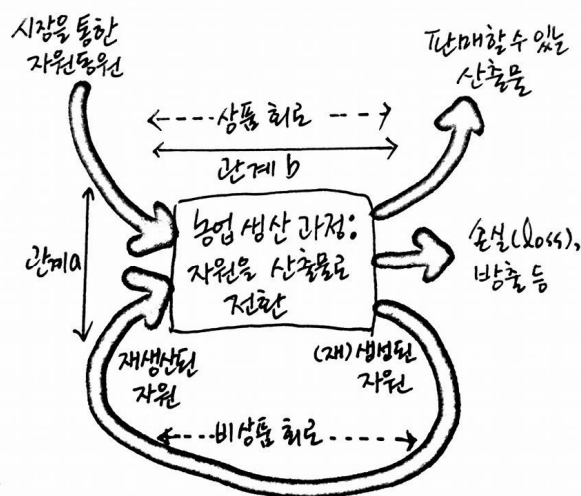 시장을 통한
자원동원
판매할 수 있는
산출물
상품 회로
관계 b
관계a
농업 생산 과정:
자원을 산출물로
전환
손실(loss),
방출 등
재생산된
자원
(재)생성된
자원
비상품 회로